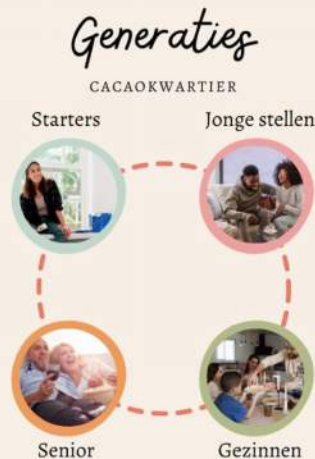 Generaties
CACAOKWARTIER
Starters
Jonge stellen
Senior
Gezinnen